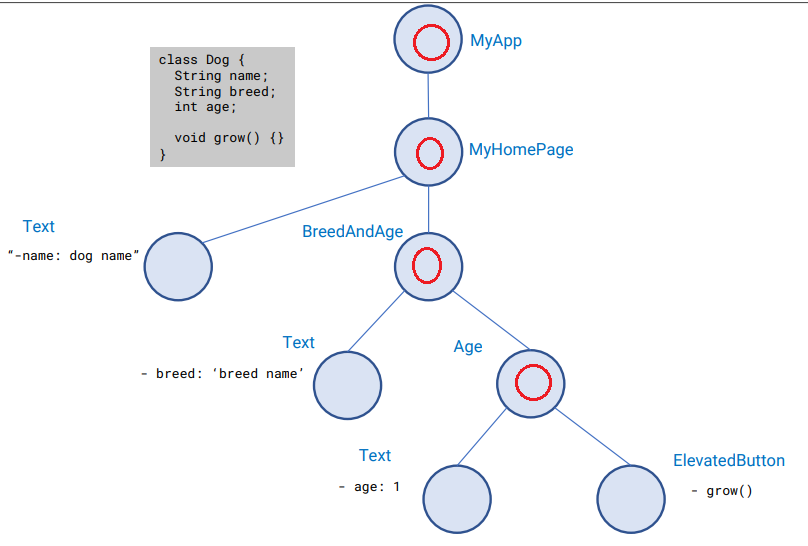 MyApp
class Dog {
  String name;
  String breed;
  int age;
  void grow() {}
}
MyHomePage
Text
“-name: dog name”
BreedAndAge
Text
- breed: ‘breed name’
Age
Text
- age: 1
ElevatedButton
- grow()